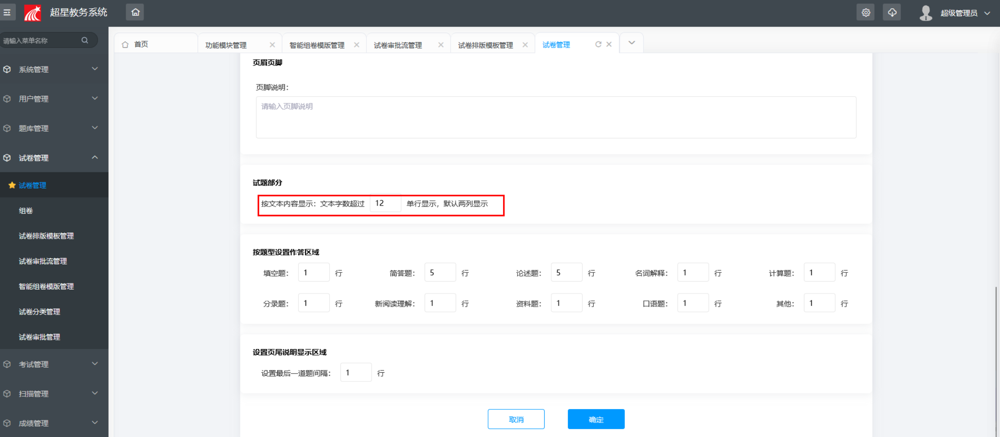 超星教务系统
超级管理员
请输入菜单名称
首页
功能模块管理
智能组卷模版管理
试卷审批流管理
试卷排版模板管理
试卷管理
系统管理
用户管理
题库管理
试卷管理
试卷管理
组卷
试卷排版模板管理
试卷审批流管理
智能组卷模版管理
试卷分类管理
试卷审批管理
考试管理
扫描管理
成绩管理
页眉页脚
页脚说明：
请输入页脚说明
试题部分
按文本内容显示：文本字数超过 12 单行显示，默认两列显示
按题型设置作答区域
填空题： 1 行 简答题： 5 行 论述题： 5 行 名词解释： 1 行 计算题： 1 行
分录题： 1 行 新阅读理解： 1 行 资料题： 1 行 口语题： 1 行 其他： 1 行
设置页尾说明显示区域
设置最后一道题间隔： 1 行
取消 确定